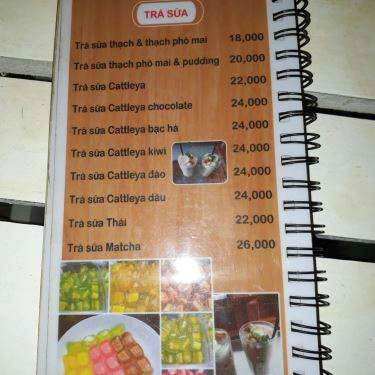 TRÀ SỮA
Trà sữa thạch & thạch phô mai 18,000
Trà sữa thạch phô mai & pudding 20,000
Trà sữa Cattleya 22,000
Trà sữa Cattleya chocolate 24,000
Trà sữa Cattleya bạc hà 24,000
Trà sữa Cattleya kiwi 24,000
Trà sữa Cattleya đào 24,000
Trà sữa Cattleya dâu 24,000
Trà sữa Thái 22,000
Trà sữa Matcha 26,000